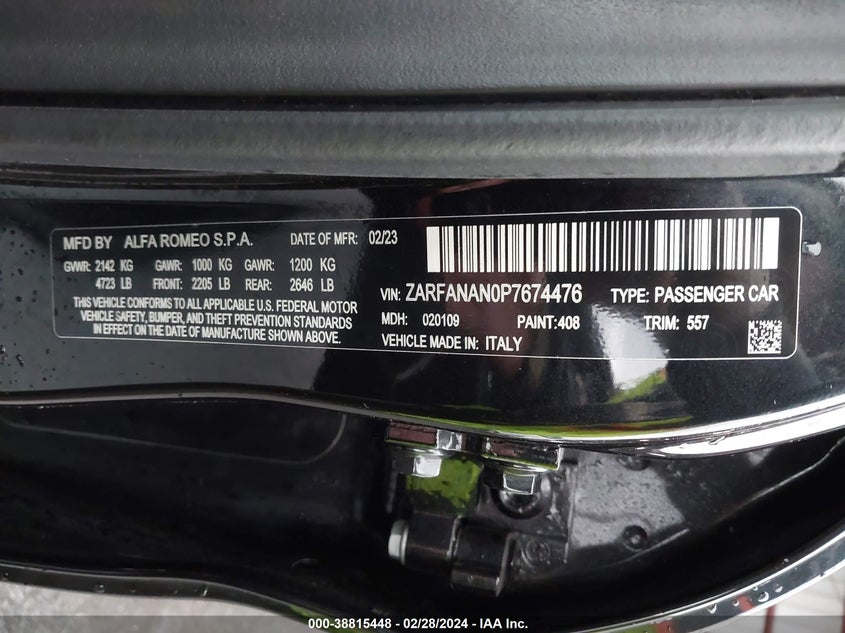 MFD BY ALFA ROMEO S.P.A. DATE OF MFR: 02/23
GVWR: 2142 KG GAWR: 1000 KG GAWR: 1200 KG
4723 LB FRONT: 2205 LB REAR: 2646 LB
THIS VEHICLE CONFORMS TO ALL APPLICABLE U.S. FEDERAL MOTOR
VEHICLE SAFETY, BUMPER, AND THEFT PREVENTION STANDARDS
IN EFFECT ON THE DATE OF MANUFACTURE SHOWN ABOVE.
VIN: ZARFANAN0P7674476 TYPE: PASSENGER CAR
MDH: 020109 PAINT: 408 TRIM: 557
VEHICLE MADE IN: ITALY
000-38815448 - 02/28/2024 - IAA Inc.